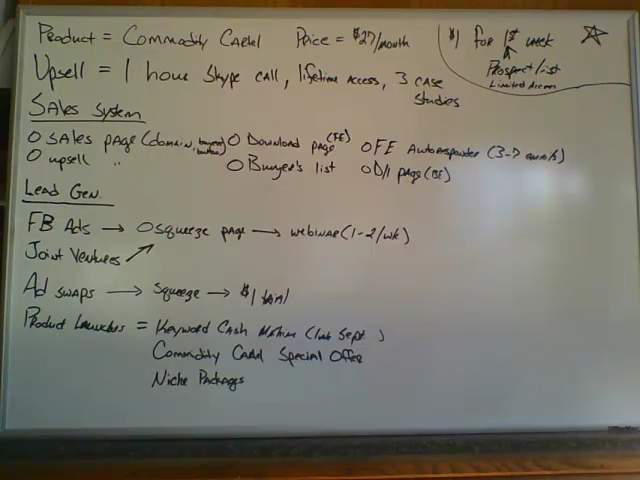 Product = Commodity Cartel Price = $27/month
$1 for 1st week
Prospect list
Limited Access
Upsell = 1 hour Skype call, lifetime access, 3 case studies
Sales System
O Sales page (domain, buttons) O Download page (FE) O FE Autoresponder (3-7 emails)
O upsell " O Buyer's list O D/l page (BE)
Lead Gen.
FB Ads → O squeeze page → webinar (1-2/wk)
Joint Ventures ↗
Ad swaps → Squeeze → $1 trial
Product Launches = Keyword Cash Machine (Sept)
Commodity Cartel Special Offer
Niche Packages